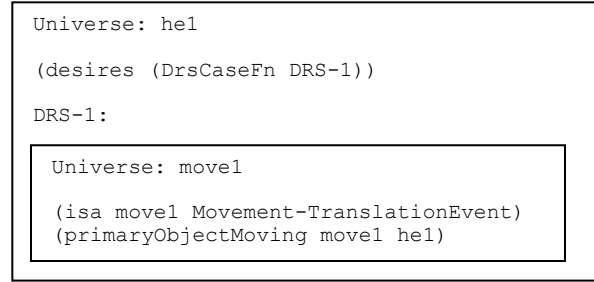 Universe: he1
(desires (DrsCaseFn DRS-1))
DRS-1:
Universe: move1
(isa move1 Movement-TranslationEvent)
(primaryObjectMoving move1 he1)